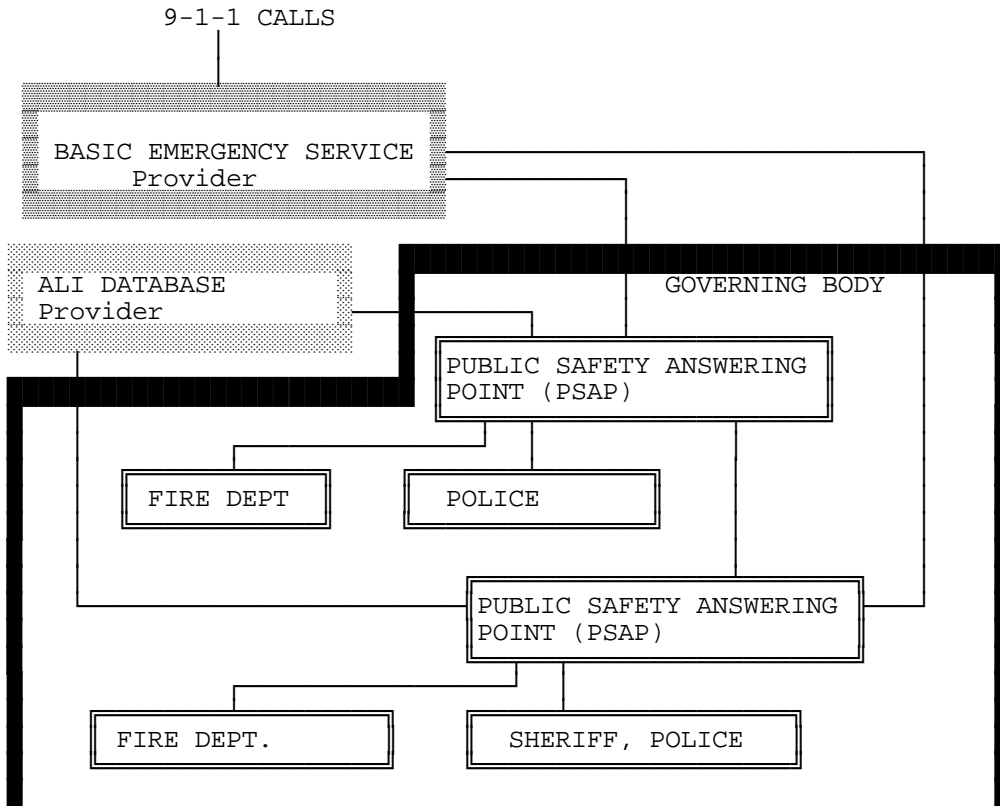 9-1-1 CALLS
BASIC EMERGENCY SERVICE
Provider
ALI DATABASE
Provider
GOVERNING BODY
PUBLIC SAFETY ANSWERING
POINT (PSAP)
FIRE DEPT
POLICE
PUBLIC SAFETY ANSWERING
POINT (PSAP)
FIRE DEPT.
SHERIFF, POLICE